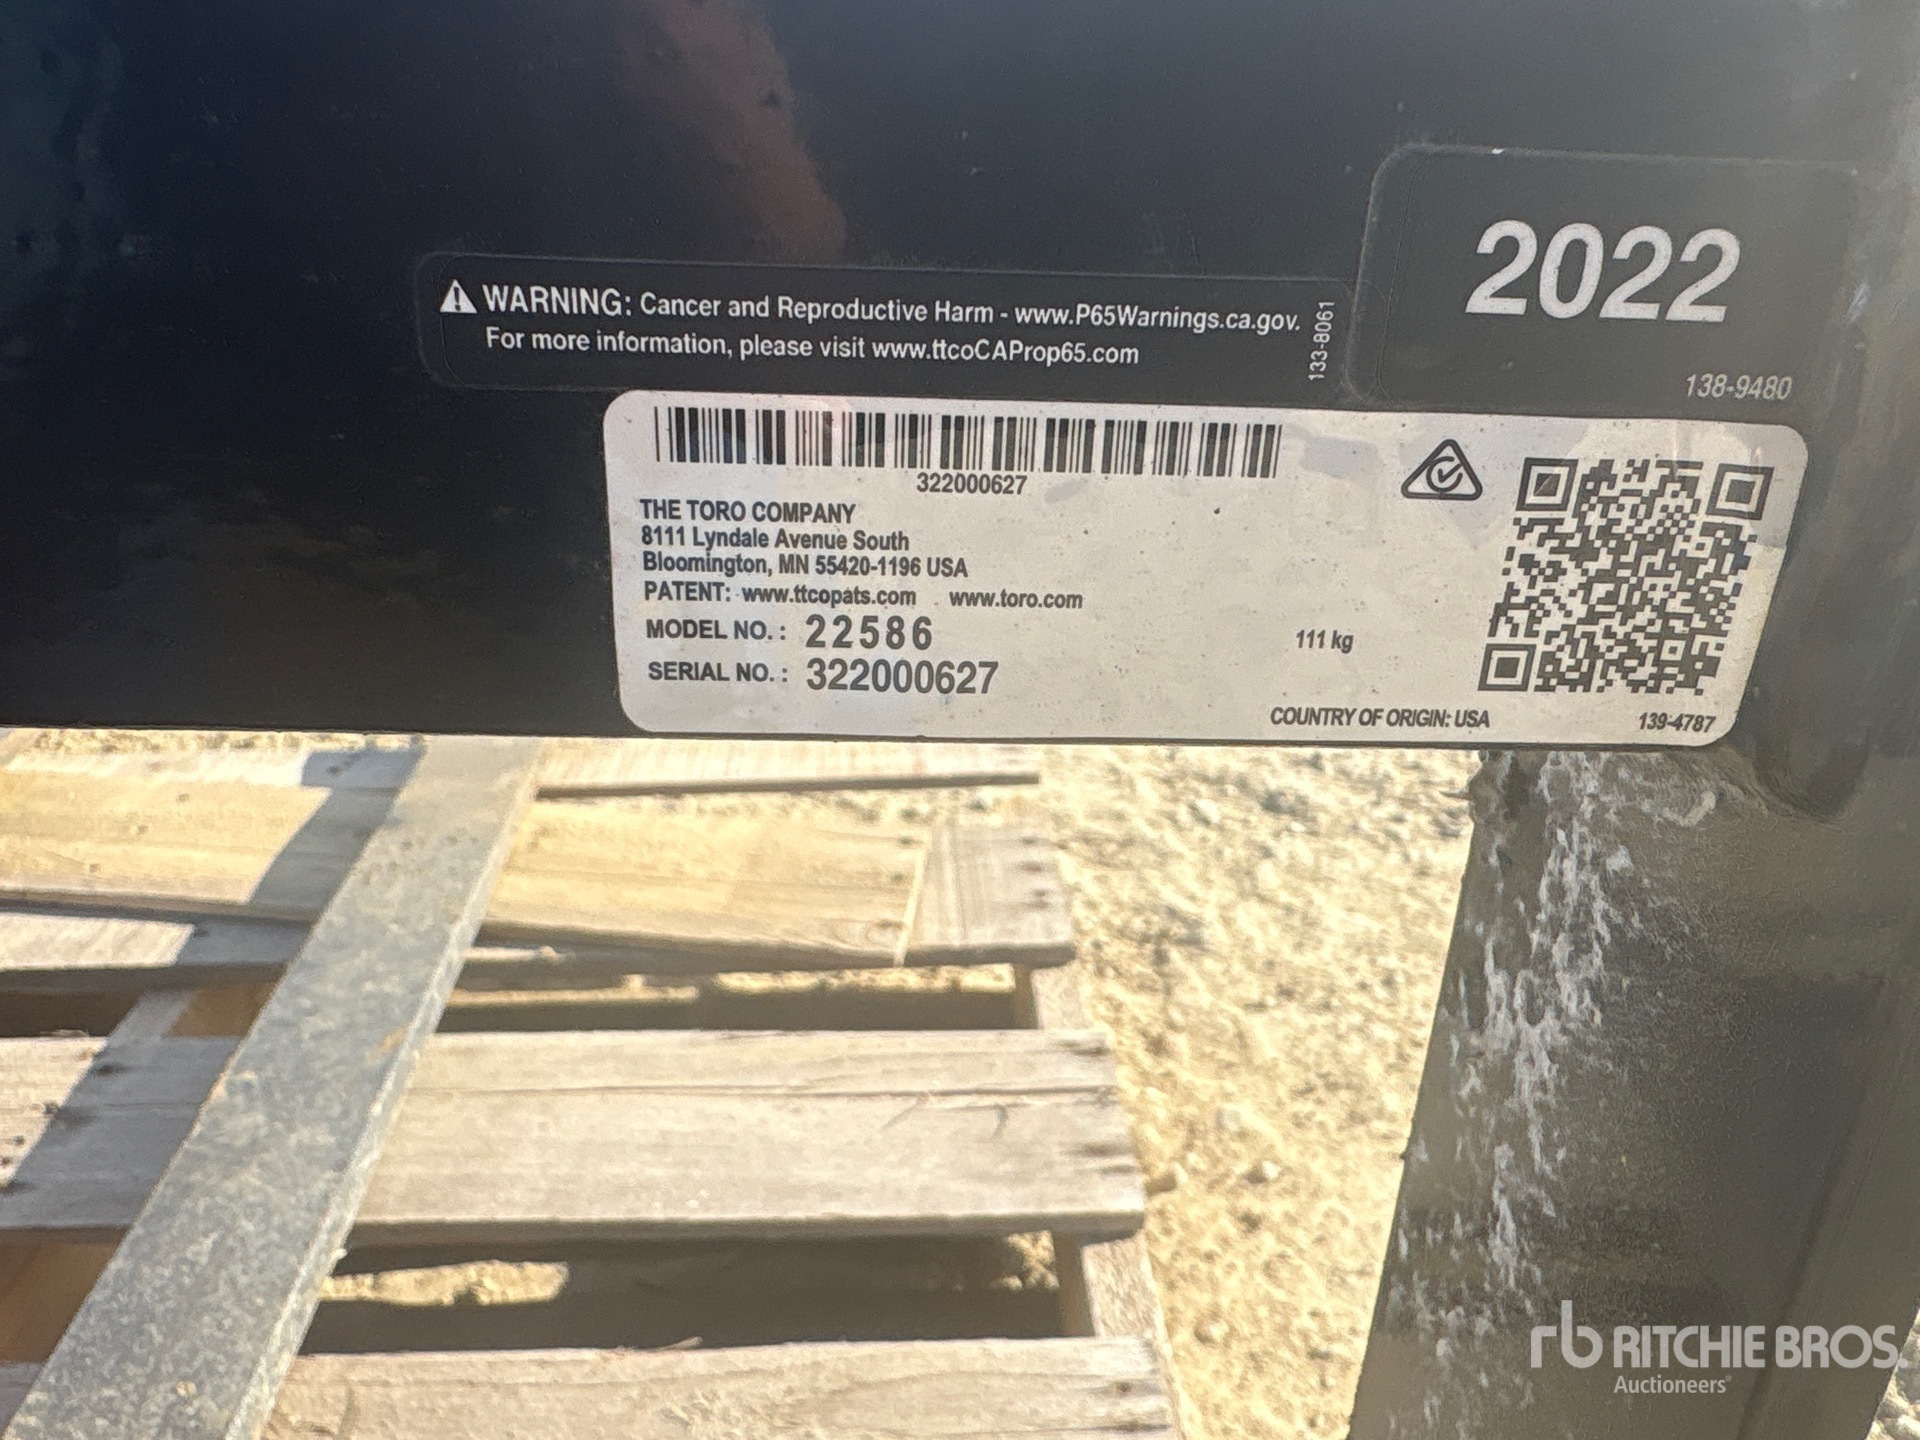 WARNING: Cancer and Reproductive Harm - www.P65Warnings.ca.gov.
For more information, please visit www.ttcoCAProp65.com
133-8061
2022
138-9480
322000627
THE TORO COMPANY
8111 Lyndale Avenue South
Bloomington, MN 55420-1196 USA
PATENT: www.ttcopats.com www.toro.com
MODEL NO.: 22586
SERIAL NO.: 322000627
111 kg
COUNTRY OF ORIGIN: USA
139-4787
rb RITCHIE BROS.
Auctioneers